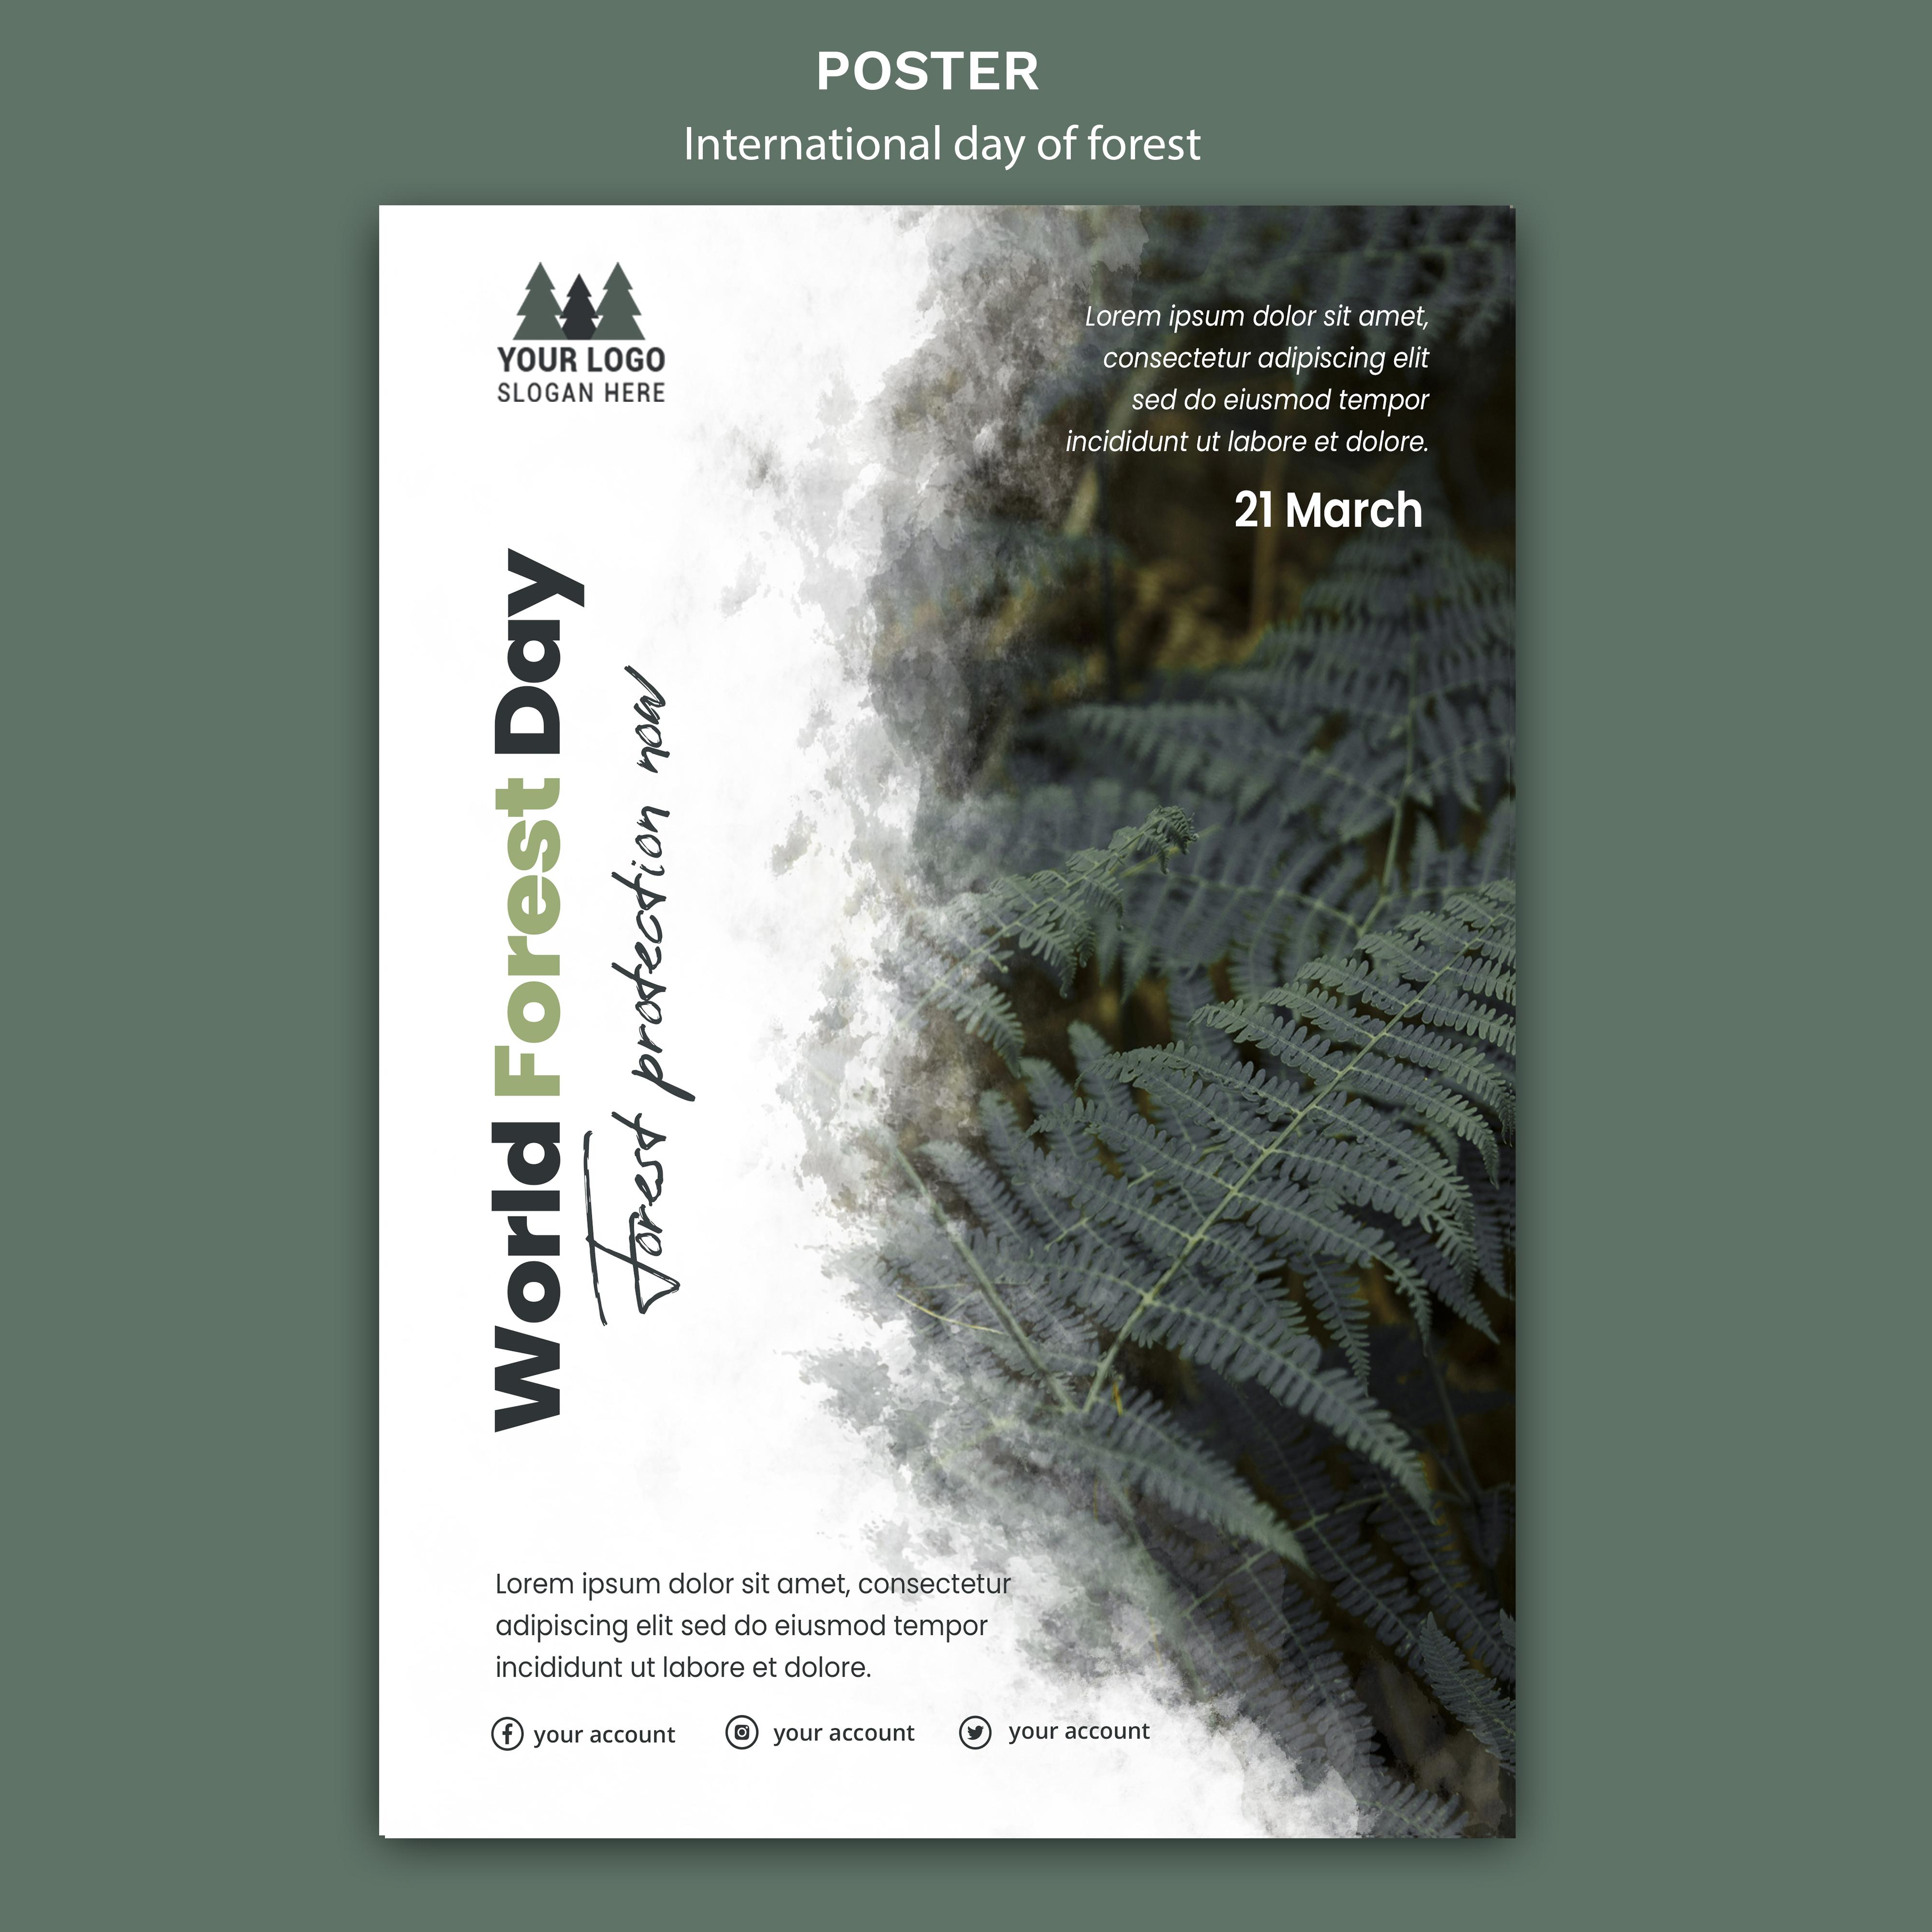 POSTER
International day of forest
YOUR LOGO
SLOGAN HERE
Lorem ipsum dolor sit amet,
consectetur adipiscing elit
sed do eiusmod tempor
incididunt ut labore et dolore.
21 March
World Forest Day
Forest protection now
Lorem ipsum dolor sit amet, consectetur
adipiscing elit sed do eiusmod tempor
incididunt ut labore et dolore.
your account your account your account